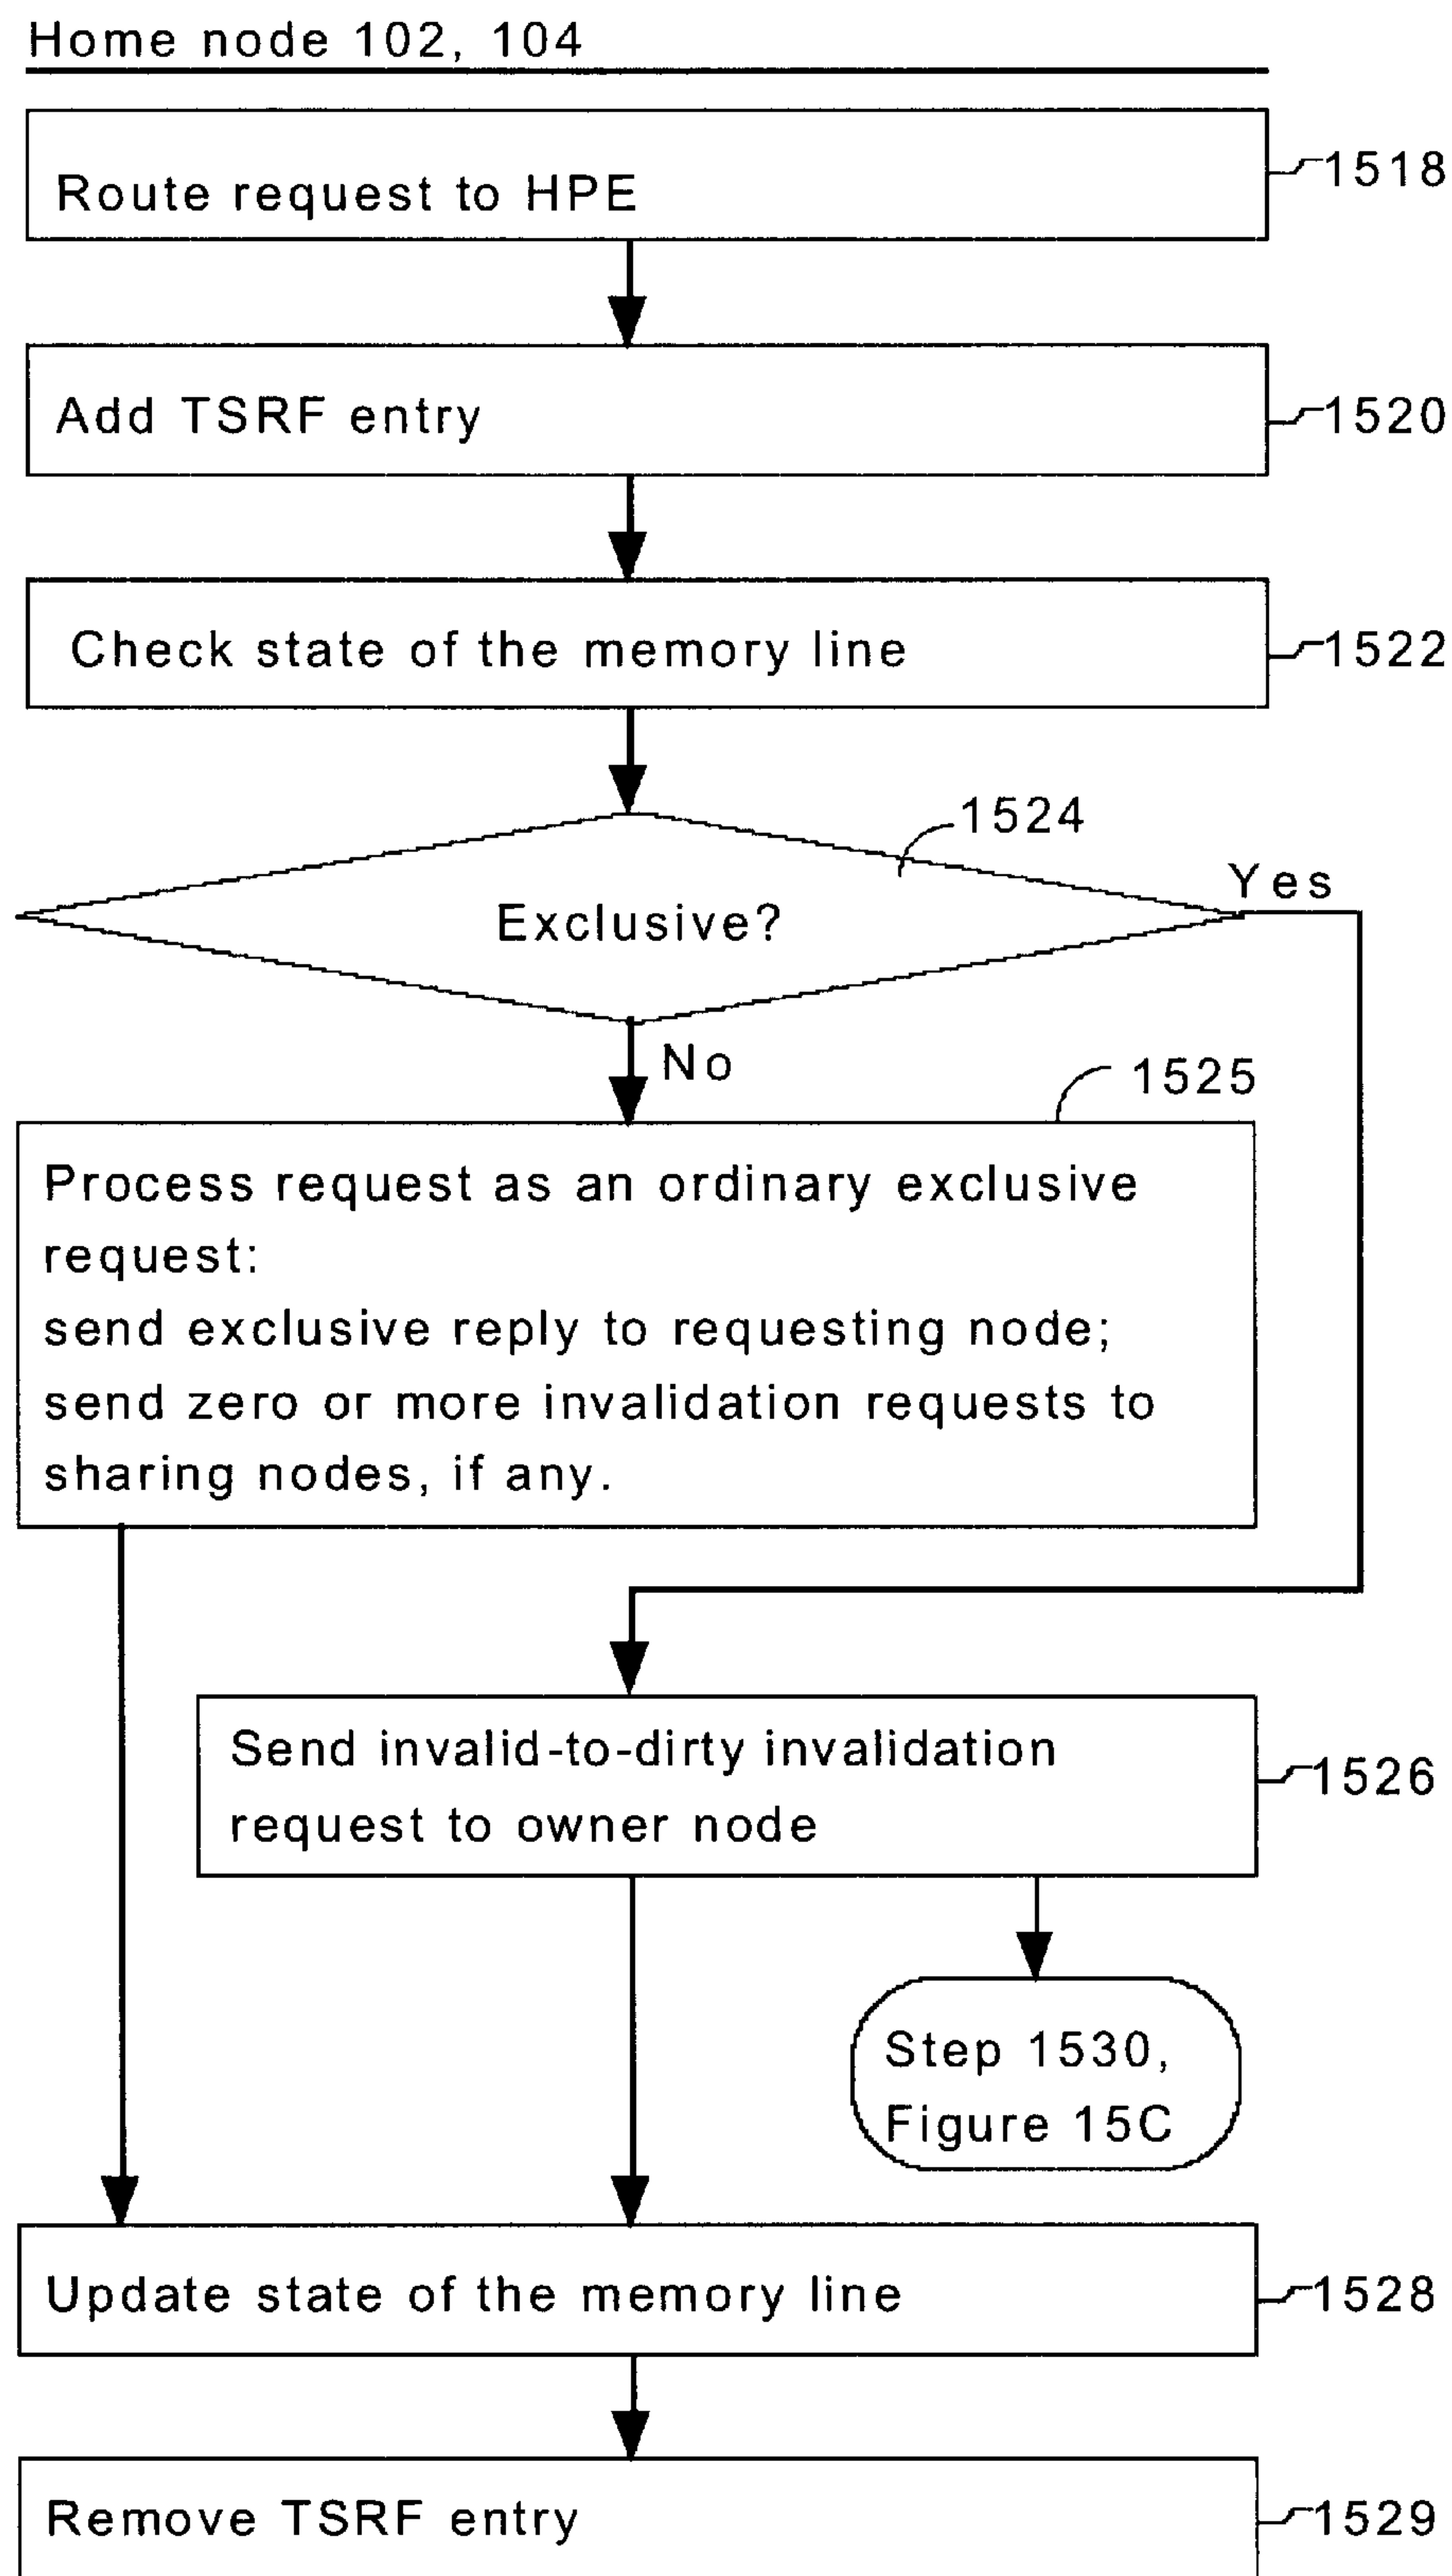 Home node 102, 104
Route request to HPE
1518
Add TSRF entry
1520
Check state of the memory line
1522
1524
Yes
Exclusive?
No
1525
Process request as an ordinary exclusive
request:
send exclusive reply to requesting node;
send zero or more invalidation requests to
sharing nodes, if any.
Send invalid-to-dirty invalidation
request to owner node
1526
Step 1530,
Figure 15C
Update state of the memory line
1528
Remove TSRF entry
1529